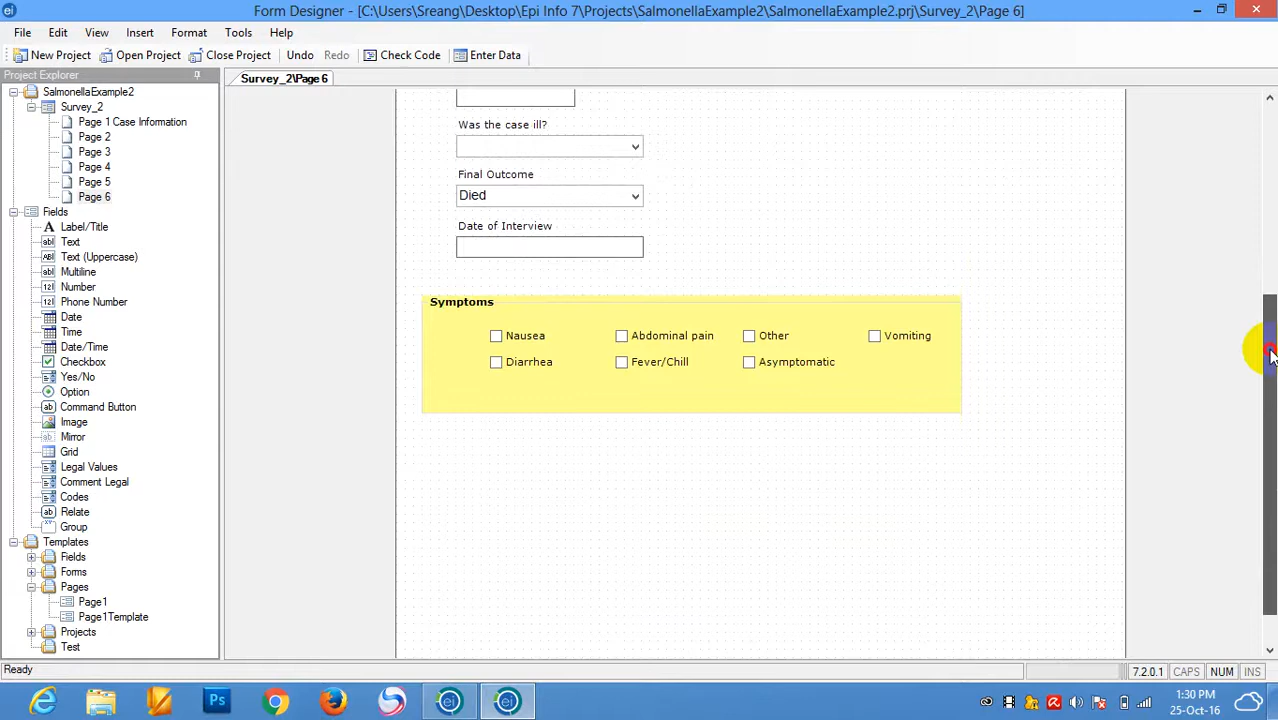 Form Designer - [C:\Users\Sreang\Desktop\Epi Info 7\Projects\SalmonellaExample2\SalmonellaExample2.prj\Survey_2\Page 6]
File Edit View Insert Format Tools Help
New Project Open Project Close Project Undo Redo Check Code Enter Data
Project Explorer
Survey_2\Page 6
SalmonellaExample2
Survey_2
Page 1 Case Information
Page 2
Page 3
Page 4
Page 5
Page 6
Fields
Label/Title
Text
Text (Uppercase)
Multiline
Number
Phone Number
Date
Time
Date/Time
Checkbox
Yes/No
Option
Command Button
Image
Mirror
Grid
Legal Values
Comment Legal
Codes
Relate
Group
Templates
Fields
Forms
Pages
Page1
Page1Template
Projects
Test
Was the case ill?
Final Outcome
Died
Date of Interview
Symptoms
Nausea Abdominal pain Other Vomiting
Diarrhea Fever/Chill Asymptomatic
Ready
7.2.0.1 CAPS NUM INS
1:30 PM
25-Oct-16